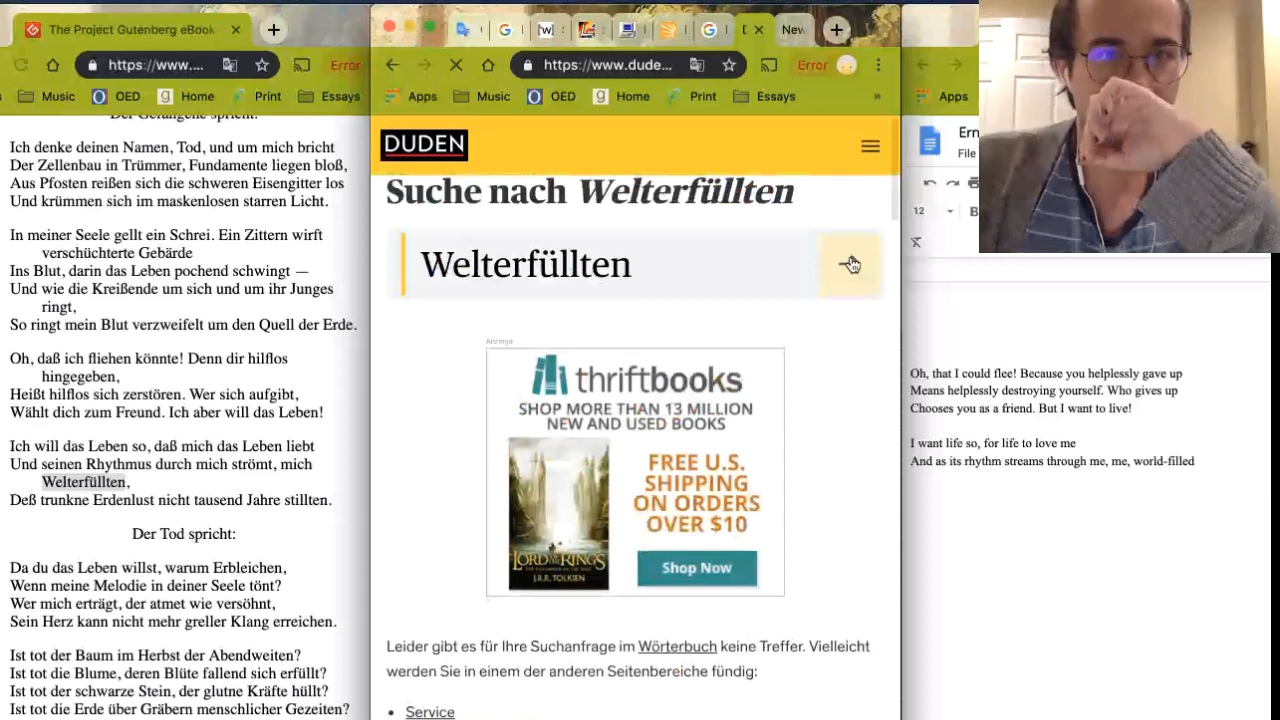 The Project Gutenberg eBook
https://www....
Error
Music
OED
Home
Print
Essays
Der Gefangene spricht:
Ich denke deinen Namen, Tod, und um mich bricht
Der Zellenbau in Trümmer, Fundamente liegen bloß,
Aus Pfosten reißen sich die schweren Eisengitter los
Und krümmen sich im maskenlosen starren Licht.
In meiner Seele gellt ein Schrei. Ein Zittern wirft
verschüchterte Gebärde
Ins Blut, darin das Leben pochend schwingt —
Und wie die Kreißende um sich und um ihr Junges
ringt,
So ringt mein Blut verzweifelt um den Quell der Erde.
Oh, daß ich fliehen könnte! Denn dir hilflos
hingegeben,
Heißt hilflos sich zerstören. Wer sich aufgibt,
Wählt dich zum Freund. Ich aber will das Leben!
Ich will das Leben so, daß mich das Leben liebt
Und seinen Rhythmus durch mich strömt, mich
Welterfüllten,
Deß trunkne Erdenlust nicht tausend Jahre stillten.
Der Tod spricht:
Da du das Leben willst, warum Erbleichen,
Wenn meine Melodie in deiner Seele tönt?
Wer mich erträgt, der atmet wie versöhnt,
Sein Herz kann nicht mehr greller Klang erreichen.
Ist tot der Baum im Herbst der Abendweiten?
Ist tot die Blume, deren Blüte fallend sich erfüllt?
Ist tot der schwarze Stein, der glutne Kräfte hüllt?
Ist tot die Erde über Gräbern menschlicher Gezeiten?
New
https://www.dude...
Error
Apps
Music
OED
Home
Print
Essays
»
DUDEN
Suche nach Welterfüllten
Welterfüllten
Anzeige
thriftbooks
SHOP MORE THAN 13 MILLION
NEW AND USED BOOKS
FREE U.S.
SHIPPING
ON ORDERS
OVER $10
Shop Now
LORD OF THE RINGS
J.R.R. TOLKIEN
Leider gibt es für Ihre Suchanfrage im Wörterbuch keine Treffer. Vielleicht
werden Sie in einem der anderen Seitenbereiche fündig:
• Service
Apps
Ern
File
12
B
Oh, that I could flee! Because you helplessly gave up
Means helplessly destroying yourself. Who gives up
Chooses you as a friend. But I want to live!
I want life so, for life to love me
And as its rhythm streams through me, me, world-filled